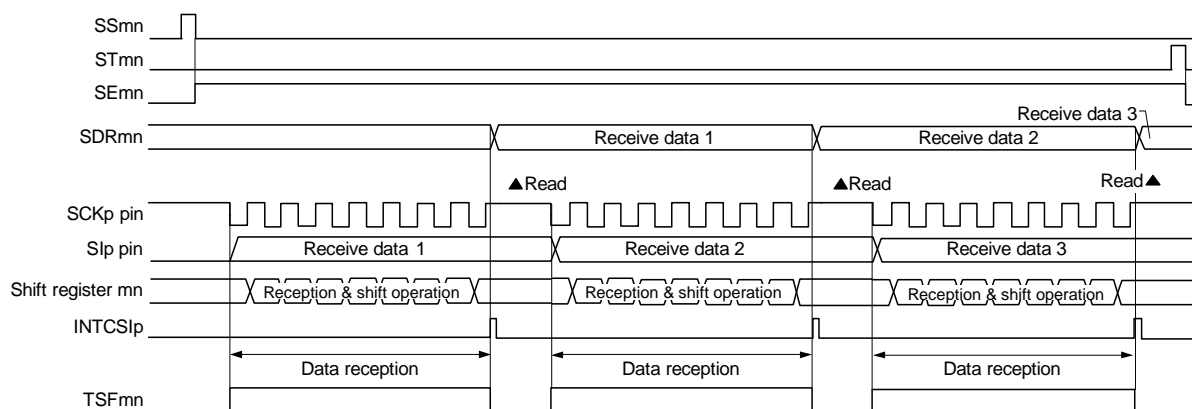 SSmn
STmn
SEmn
Receive data 3
SDRmn Receive data 1 Receive data 2
▲Read ▲Read Read▲
SCKp pin
SIp pin Receive data 1 Receive data 2 Receive data 3
Shift register mn Reception & shift operation Reception & shift operation Reception & shift operation
INTCSIp
Data reception Data reception Data reception
TSFmn